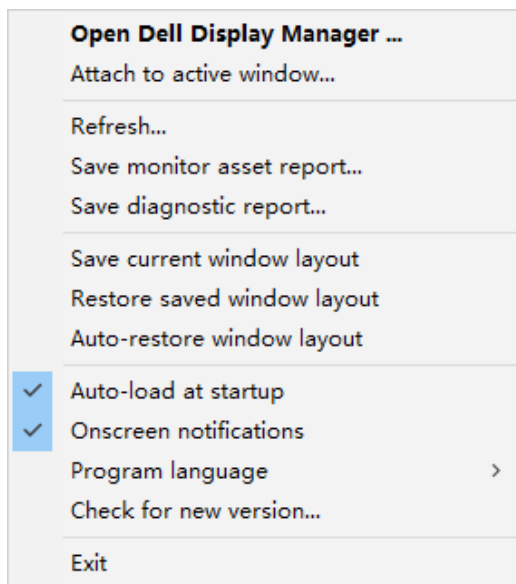 Open Dell Display Manager ...
Attach to active window...
Refresh...
Save monitor asset report...
Save diagnostic report...
Save current window layout
Restore saved window layout
Auto-restore window layout
Auto-load at startup
Onscreen notifications
Program language
Check for new version...
Exit